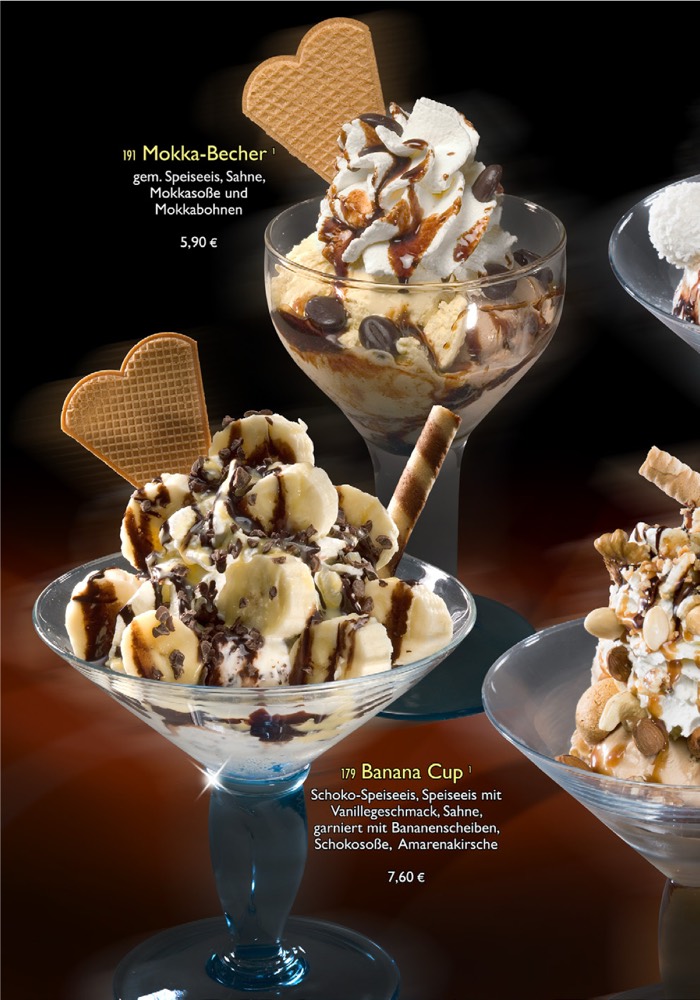 191 Mokka-Becher ¹
gem. Speiseeis, Sahne,
Mokkasoße und
Mokkabohnen
5,90 €
179 Banana Cup ¹
Schoko-Speiseeis, Speiseeis mit
Vanillegeschmack, Sahne,
garniert mit Bananenscheiben,
Schokosoße, Amarenakirsche
7,60 €